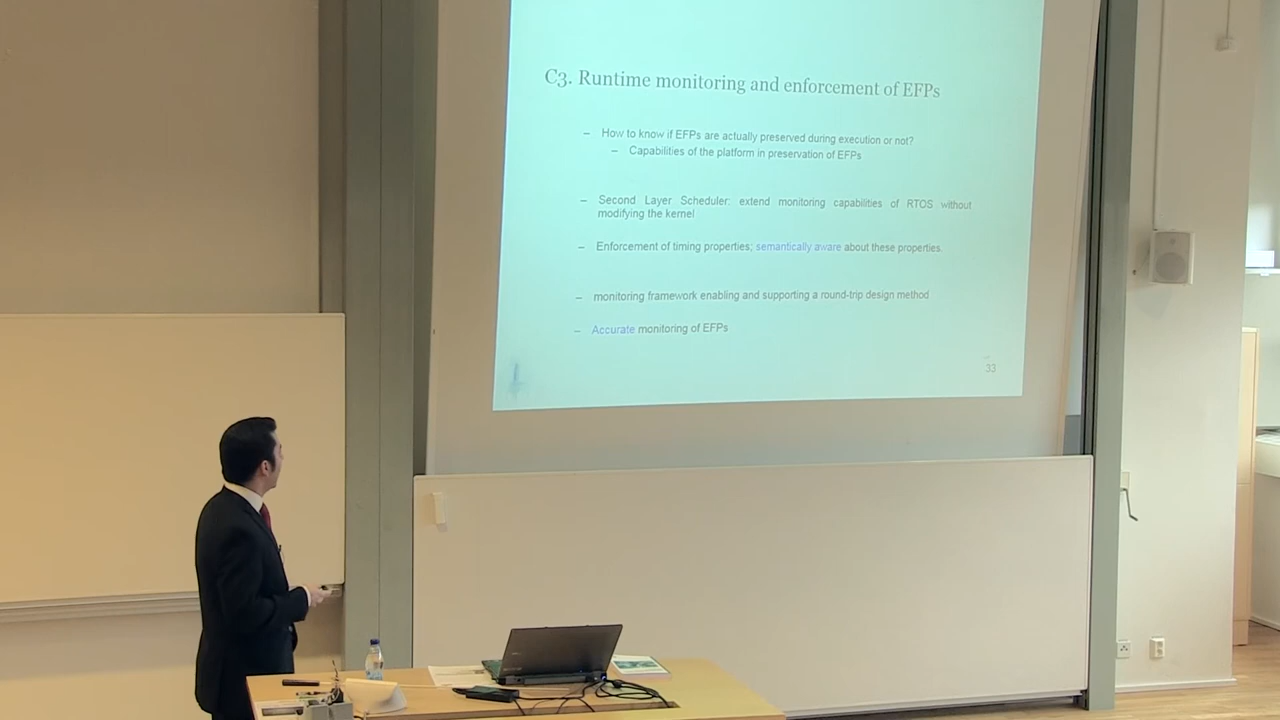 C3. Runtime monitoring and enforcement of EFPs
– How to know if EFPs are actually preserved during execution or not?
– Capabilities of the platform in preservation of EFPs
– Second Layer Scheduler: extend monitoring capabilities of RTOS without
modifying the kernel
– Enforcement of timing properties; semantically aware about these properties.
– monitoring framework enabling and supporting a round-trip design method
– Accurate monitoring of EFPs
33